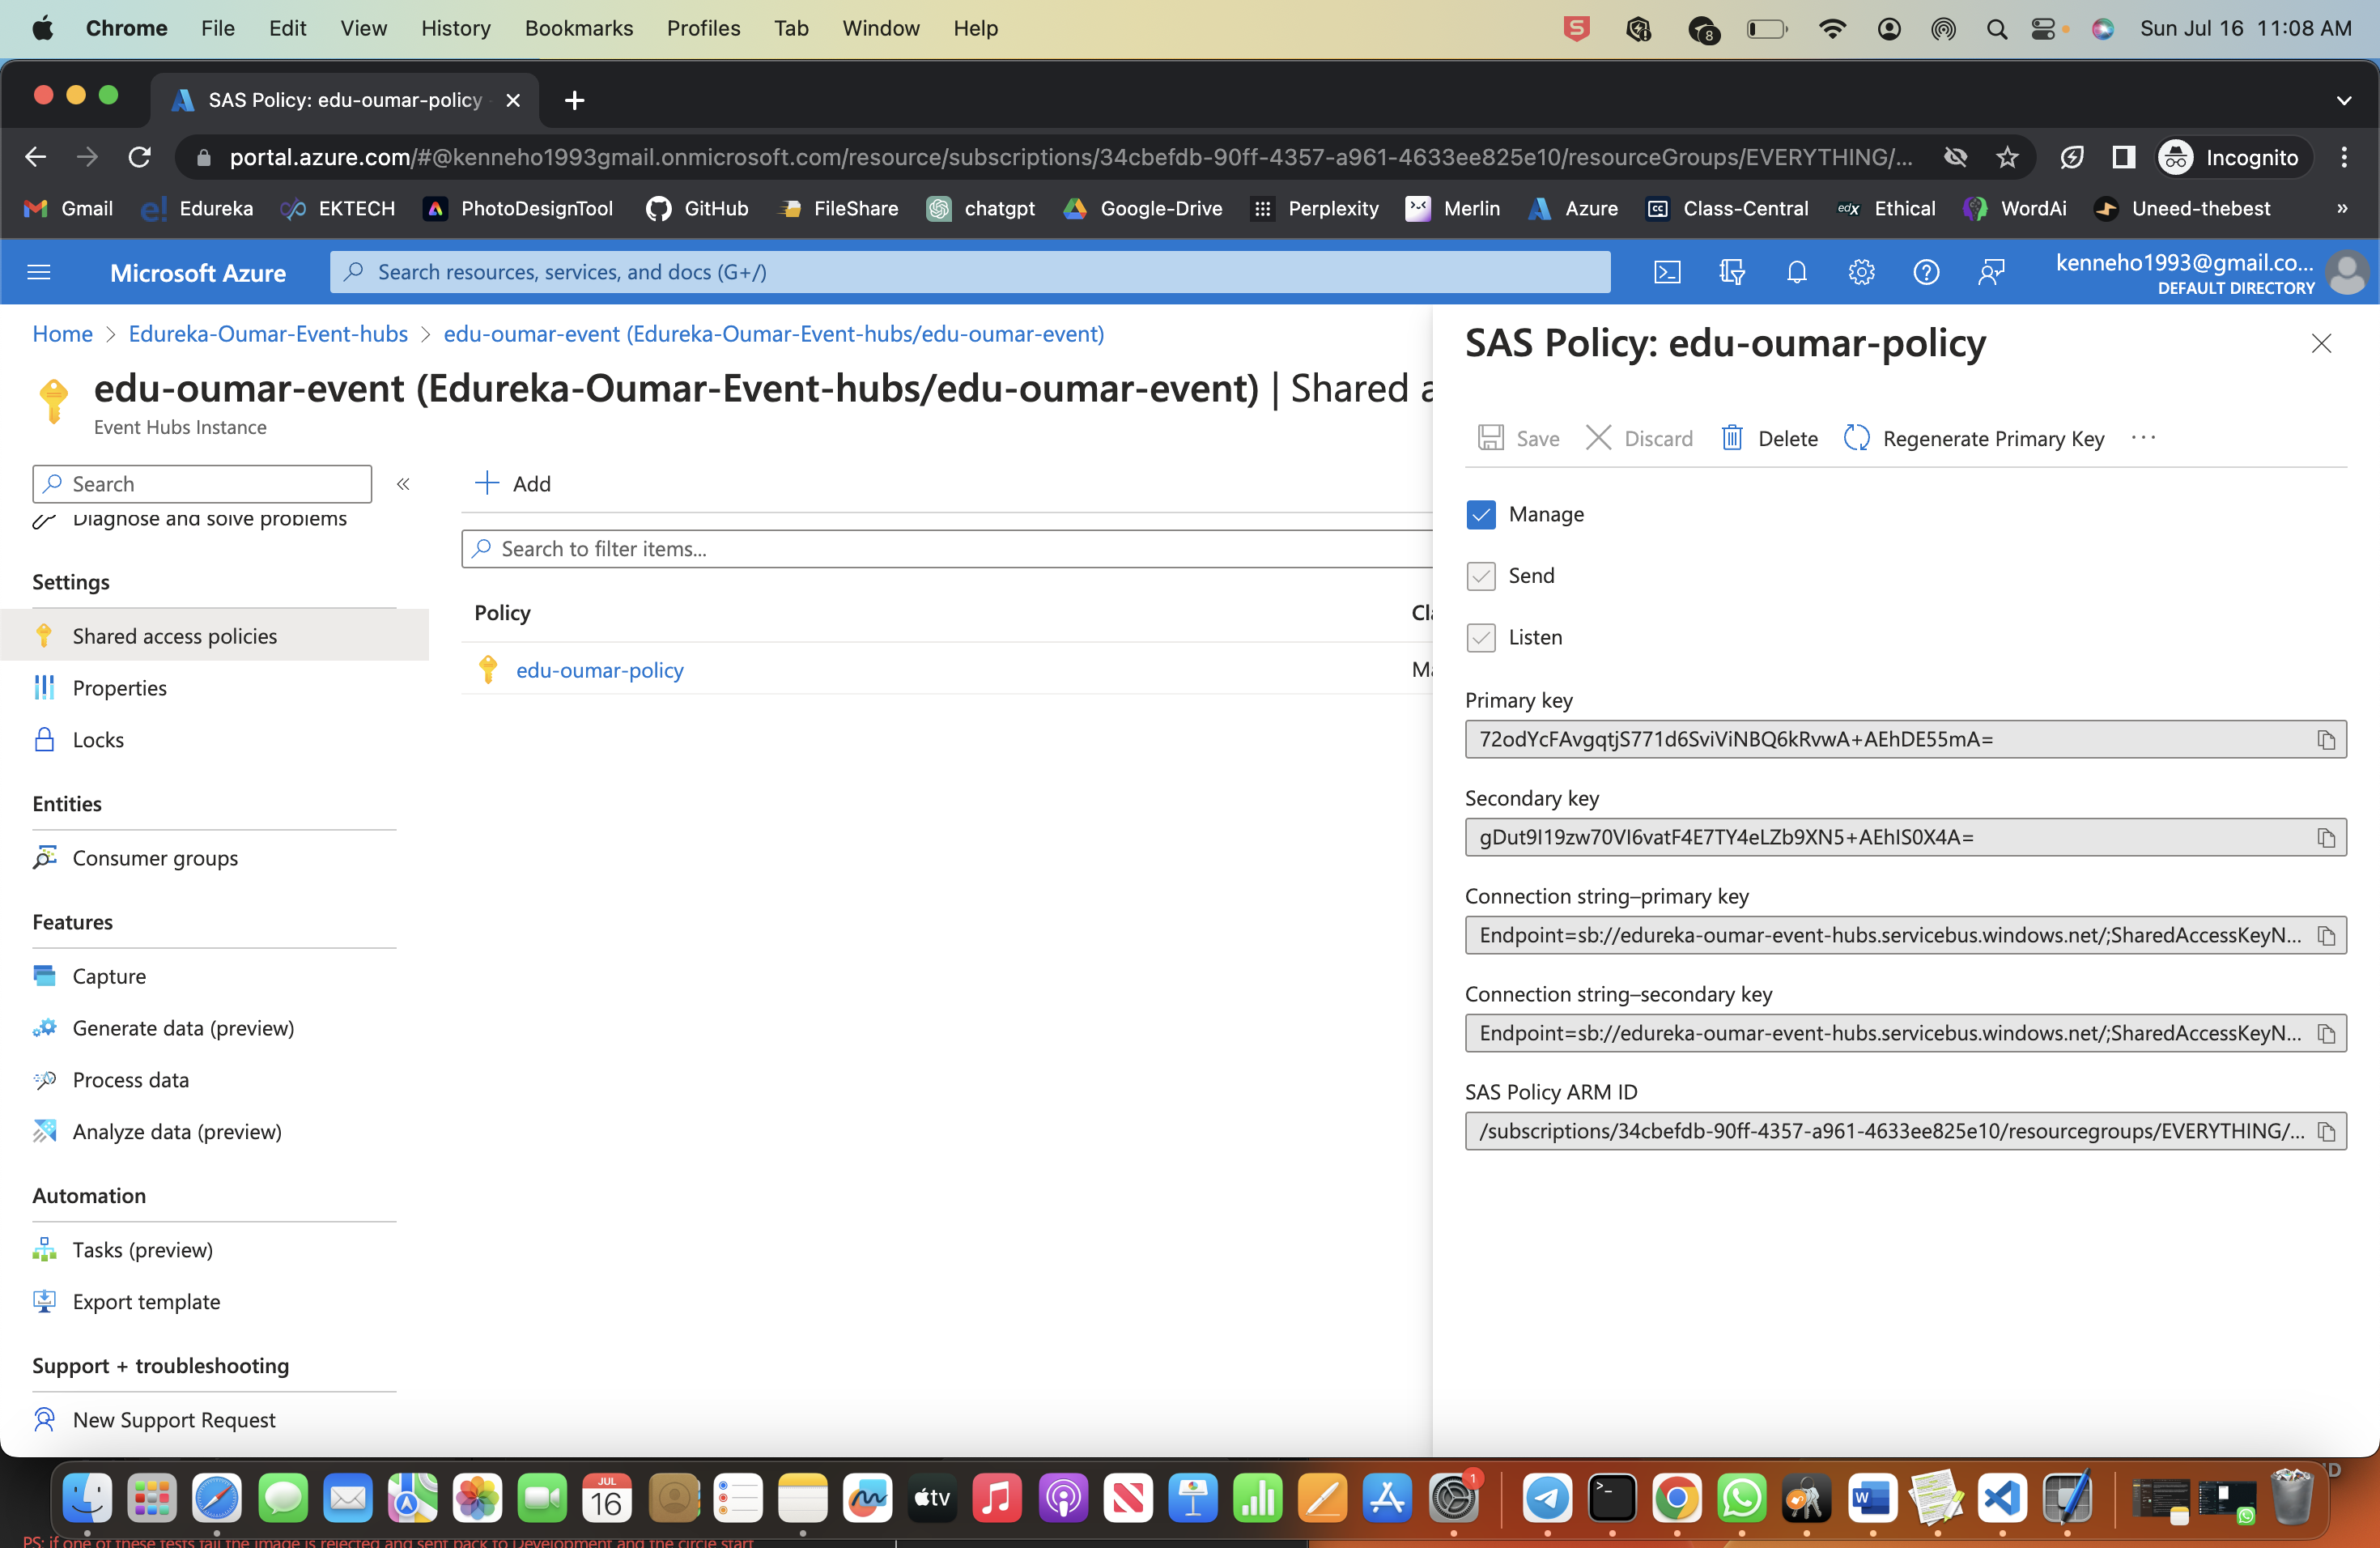 Chrome File Edit View History Bookmarks Profiles Tab Window Help
8
Sun Jul 16 11:08 AM
SAS Policy: edu-oumar-policy
portal.azure.com/#@kenneho1993gmail.onmicrosoft.com/resource/subscriptions/34cbefdb-90ff-4357-a961-4633ee825e10/resourceGroups/EVERYTHING/...
Incognito
Gmail Edureka EKTECH PhotoDesignTool GitHub FileShare chatgpt Google-Drive Perplexity Merlin Azure Class-Central Ethical WordAi Uneed-thebest »
Microsoft Azure
Search resources, services, and docs (G+/)
kenneho1993@gmail.co...
DEFAULT DIRECTORY
Home > Edureka-Oumar-Event-hubs > edu-oumar-event (Edureka-Oumar-Event-hubs/edu-oumar-event)
edu-oumar-event (Edureka-Oumar-Event-hubs/edu-oumar-event) | Shared a
Event Hubs Instance
Search
«
Diagnose and solve problems
Settings
Shared access policies
Properties
Locks
Entities
Consumer groups
Features
Capture
Generate data (preview)
Process data
Analyze data (preview)
Automation
Tasks (preview)
Export template
Support + troubleshooting
New Support Request
Add
Search to filter items...
Policy
Cla
edu-oumar-policy
Ma
SAS Policy: edu-oumar-policy
Save Discard Delete Regenerate Primary Key ...
Manage
Send
Listen
Primary key
72odYcFAvgqtjS771d6SviViNBQ6kRvwA+AEhDE55mA=
Secondary key
gDut9I19zw70VI6vatF4E7TY4eLZb9XN5+AEhIS0X4A=
Connection string–primary key
Endpoint=sb://edureka-oumar-event-hubs.servicebus.windows.net/;SharedAccessKeyN...
Connection string–secondary key
Endpoint=sb://edureka-oumar-event-hubs.servicebus.windows.net/;SharedAccessKeyN...
SAS Policy ARM ID
/subscriptions/34cbefdb-90ff-4357-a961-4633ee825e10/resourcegroups/EVERYTHING/...
JUL
16
tv
1
PS: if one of these tests fail the image is rejected and sent back to Development and the circle start